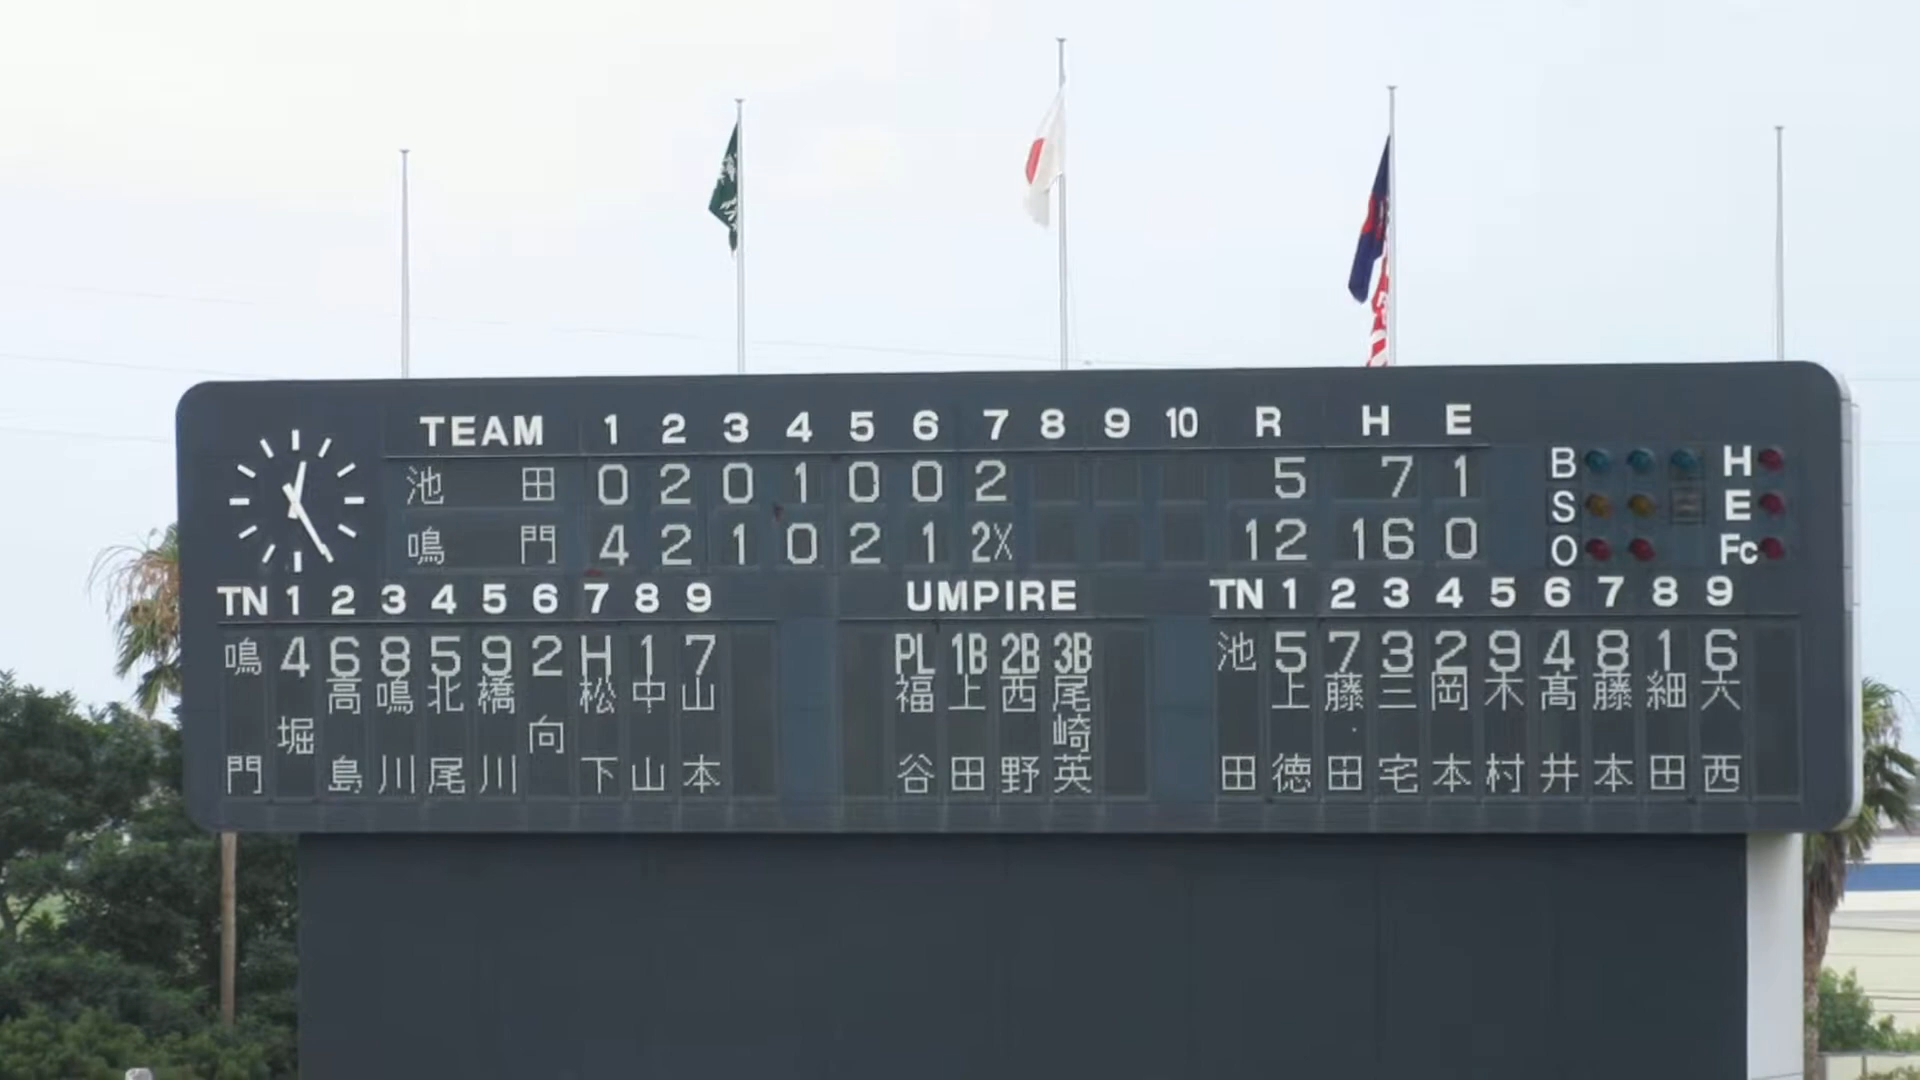 TEAM 1 2 3 4 5 6 7 8 9 10 R H E
池田 0 2 0 1 0 0 2 5 7 1 B H
鳴門 4 2 1 0 2 1 2X 12 16 0 S E
O Fc
TN 1 2 3 4 5 6 7 8 9 UMPIRE TN 1 2 3 4 5 6 7 8 9
鳴門 4 6 8 5 9 2 H 1 7 PL 1B 2B 3B 池田 5 7 3 2 9 4 8 1 6
堀 高島 鳴川 北尾 橋川 向 松下 中山 山本 福谷 上田 西野 尾崎英 上徳 藤田 三宅 岡本 木村 髙井 藤本 細田 大西